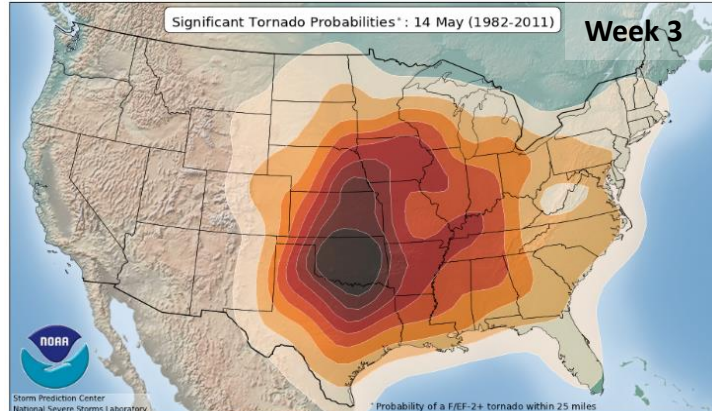 Significant Tornado Probabilities*: 14 May (1982-2011)
Week 3
NOAA
Storm Prediction Center
National Severe Storms Laboratory
*Probability of a F/EF-2+ tornado within 25 miles